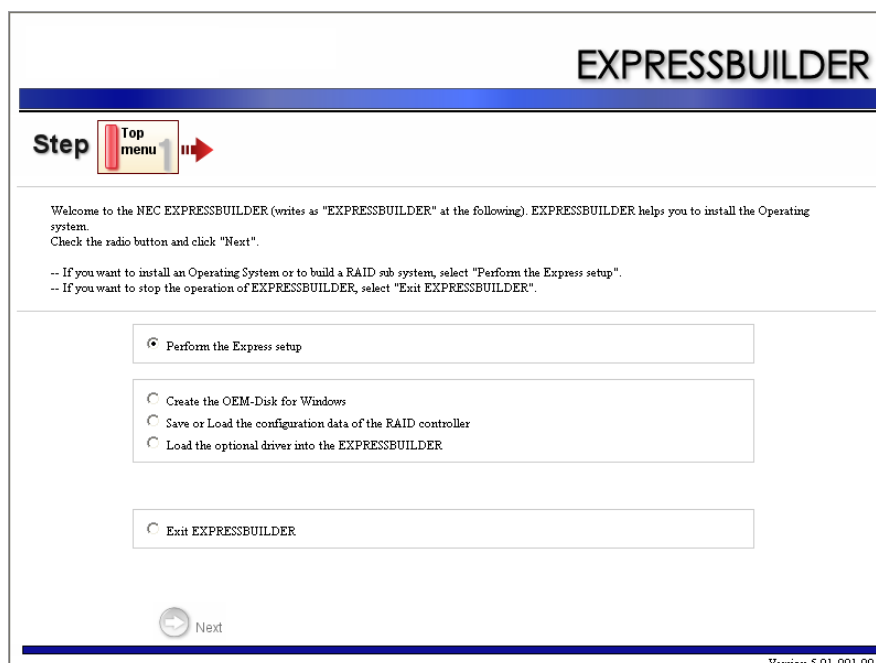 EXPRESSBUILDER
Step
Top
menu 1
Welcome to the NEC EXPRESSBUILDER (writes as "EXPRESSBUILDER" at the following). EXPRESSBUILDER helps you to install the Operating
system.
Check the radio button and click "Next".
-- If you want to install an Operating System or to build a RAID sub system, select "Perform the Express setup".
-- If you want to stop the operation of EXPRESSBUILDER, select "Exit EXPRESSBUILDER".
Perform the Express setup
Create the OEM-Disk for Windows
Save or Load the configuration data of the RAID controller
Load the optional driver into the EXPRESSBUILDER
Exit EXPRESSBUILDER
Next